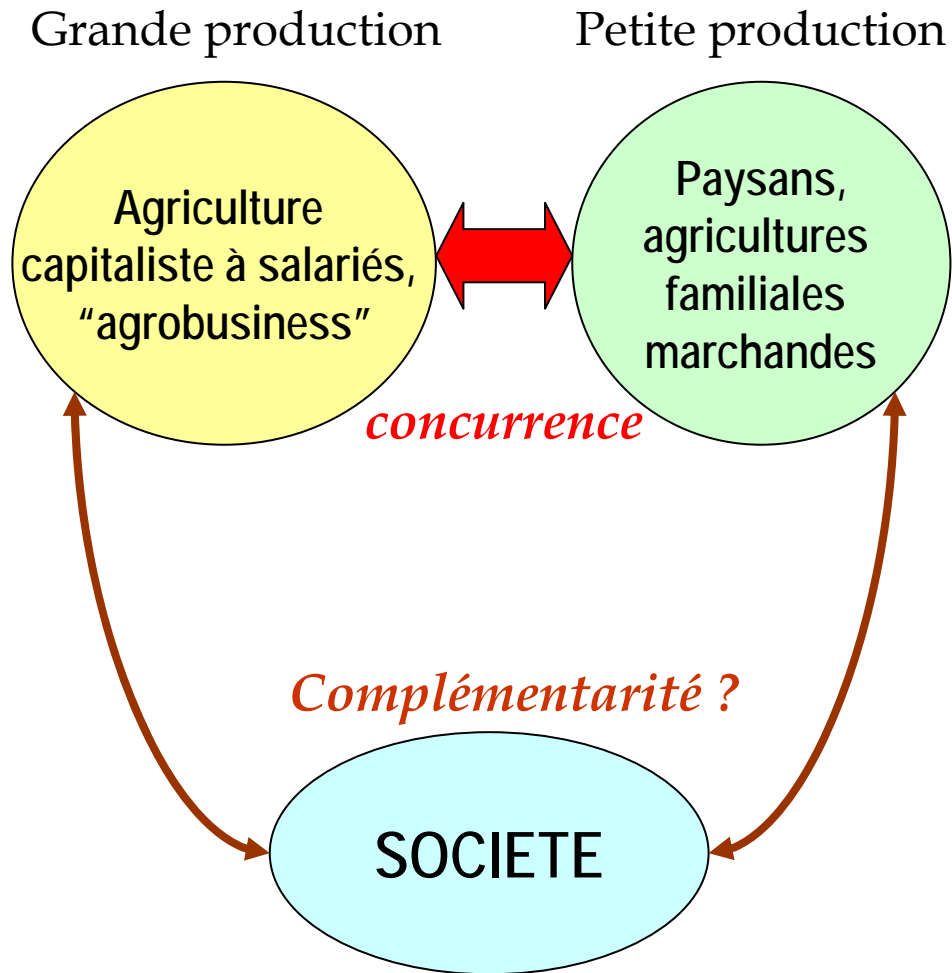 Grande production
Petite production
Agriculture
capitaliste à salariés,
“agrobusiness”
Paysans,
agricultures
familiales
marchandes
concurrence
Complémentarité ?
SOCIETE